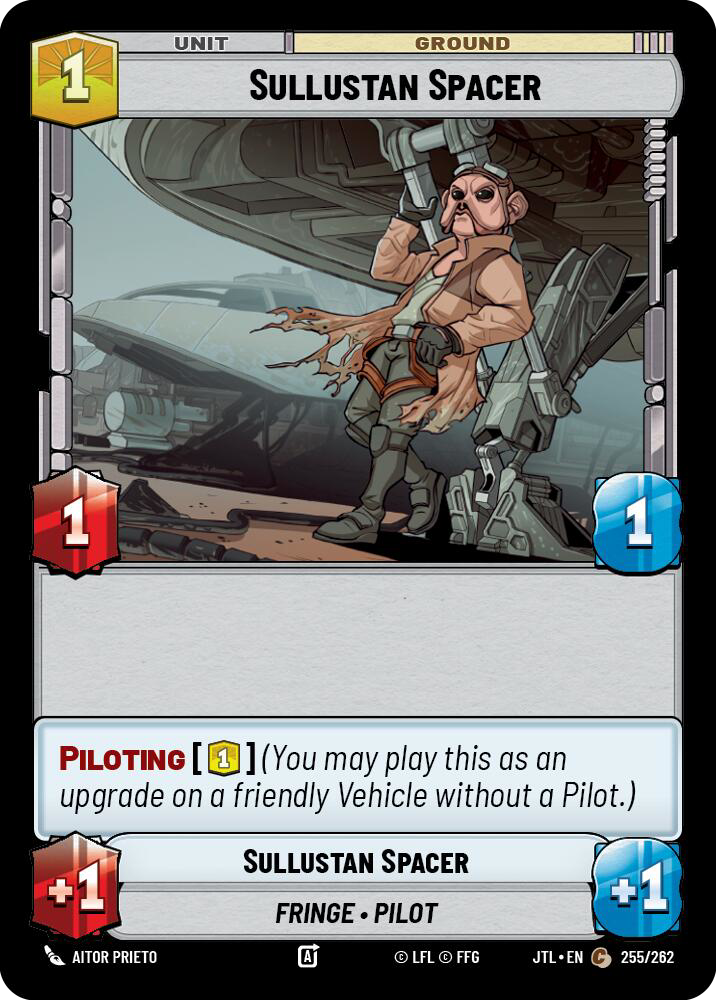 UNIT
GROUND
1
SULLUSTAN SPACER
1
1
PILOTING [1] (You may play this as an
upgrade on a friendly Vehicle without a Pilot.)
+1
SULLUSTAN SPACER
+1
FRINGE • PILOT
AITOR PRIETO
A
© LFL © FFG
JTL • EN
C
255/262